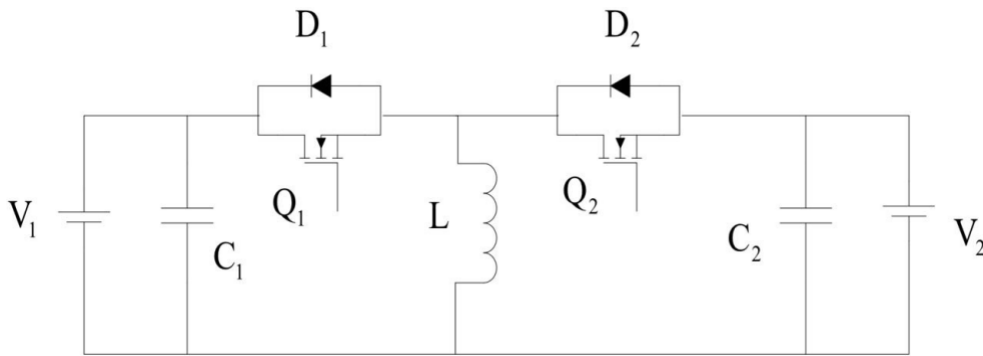 D₁
D₂
V₁
C₁
Q₁
L
Q₂
C₂
V₂